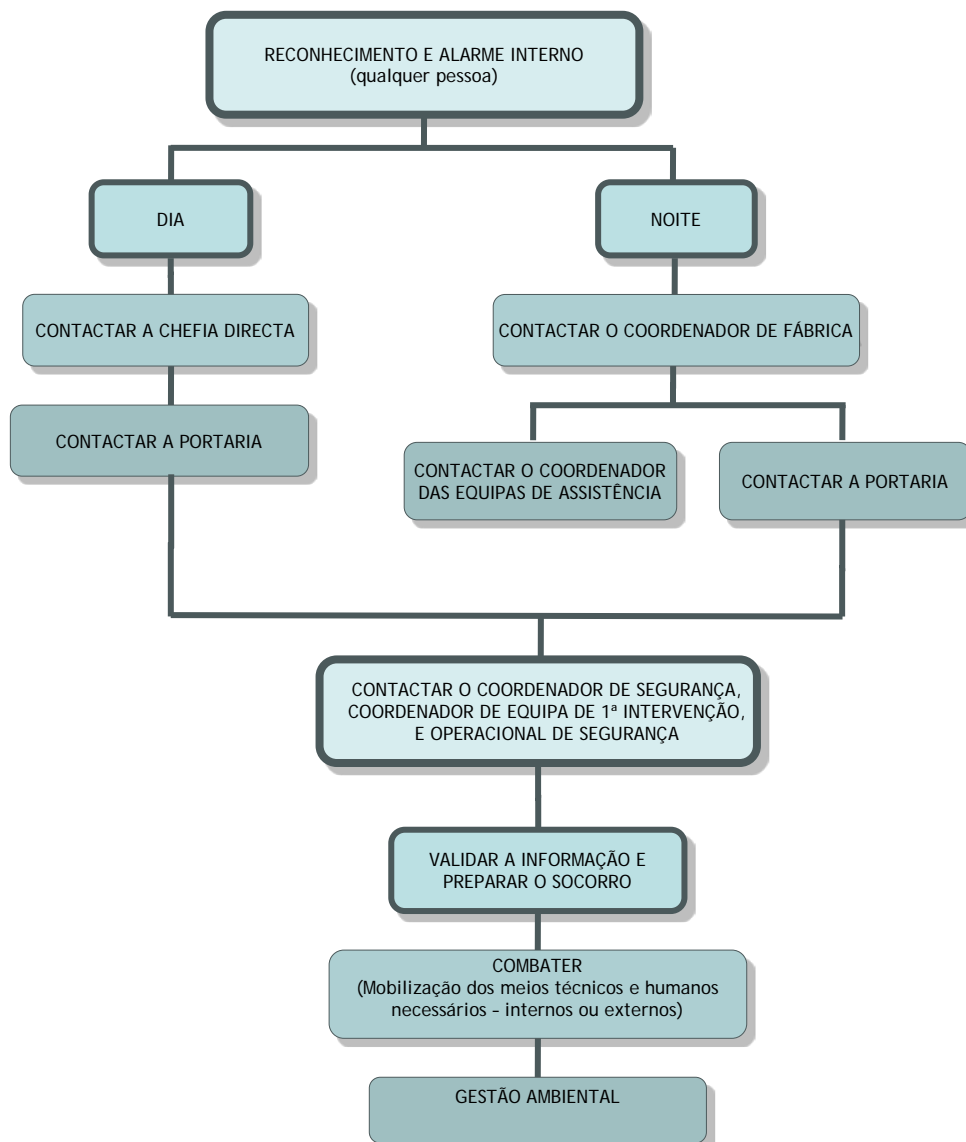 RECONHECIMENTO E ALARME INTERNO
(qualquer pessoa)
DIA
NOITE
CONTACTAR A CHEFIA DIRECTA
CONTACTAR O COORDENADOR DE FÁBRICA
CONTACTAR A PORTARIA
CONTACTAR O COORDENADOR
DAS EQUIPAS DE ASSISTÊNCIA
CONTACTAR A PORTARIA
CONTACTAR O COORDENADOR DE SEGURANÇA,
COORDENADOR DE EQUIPA DE 1ª INTERVENÇÃO,
E OPERACIONAL DE SEGURANÇA
VALIDAR A INFORMAÇÃO E
PREPARAR O SOCORRO
COMBATER
(Mobilização dos meios técnicos e humanos
necessários – internos ou externos)
GESTÃO AMBIENTAL